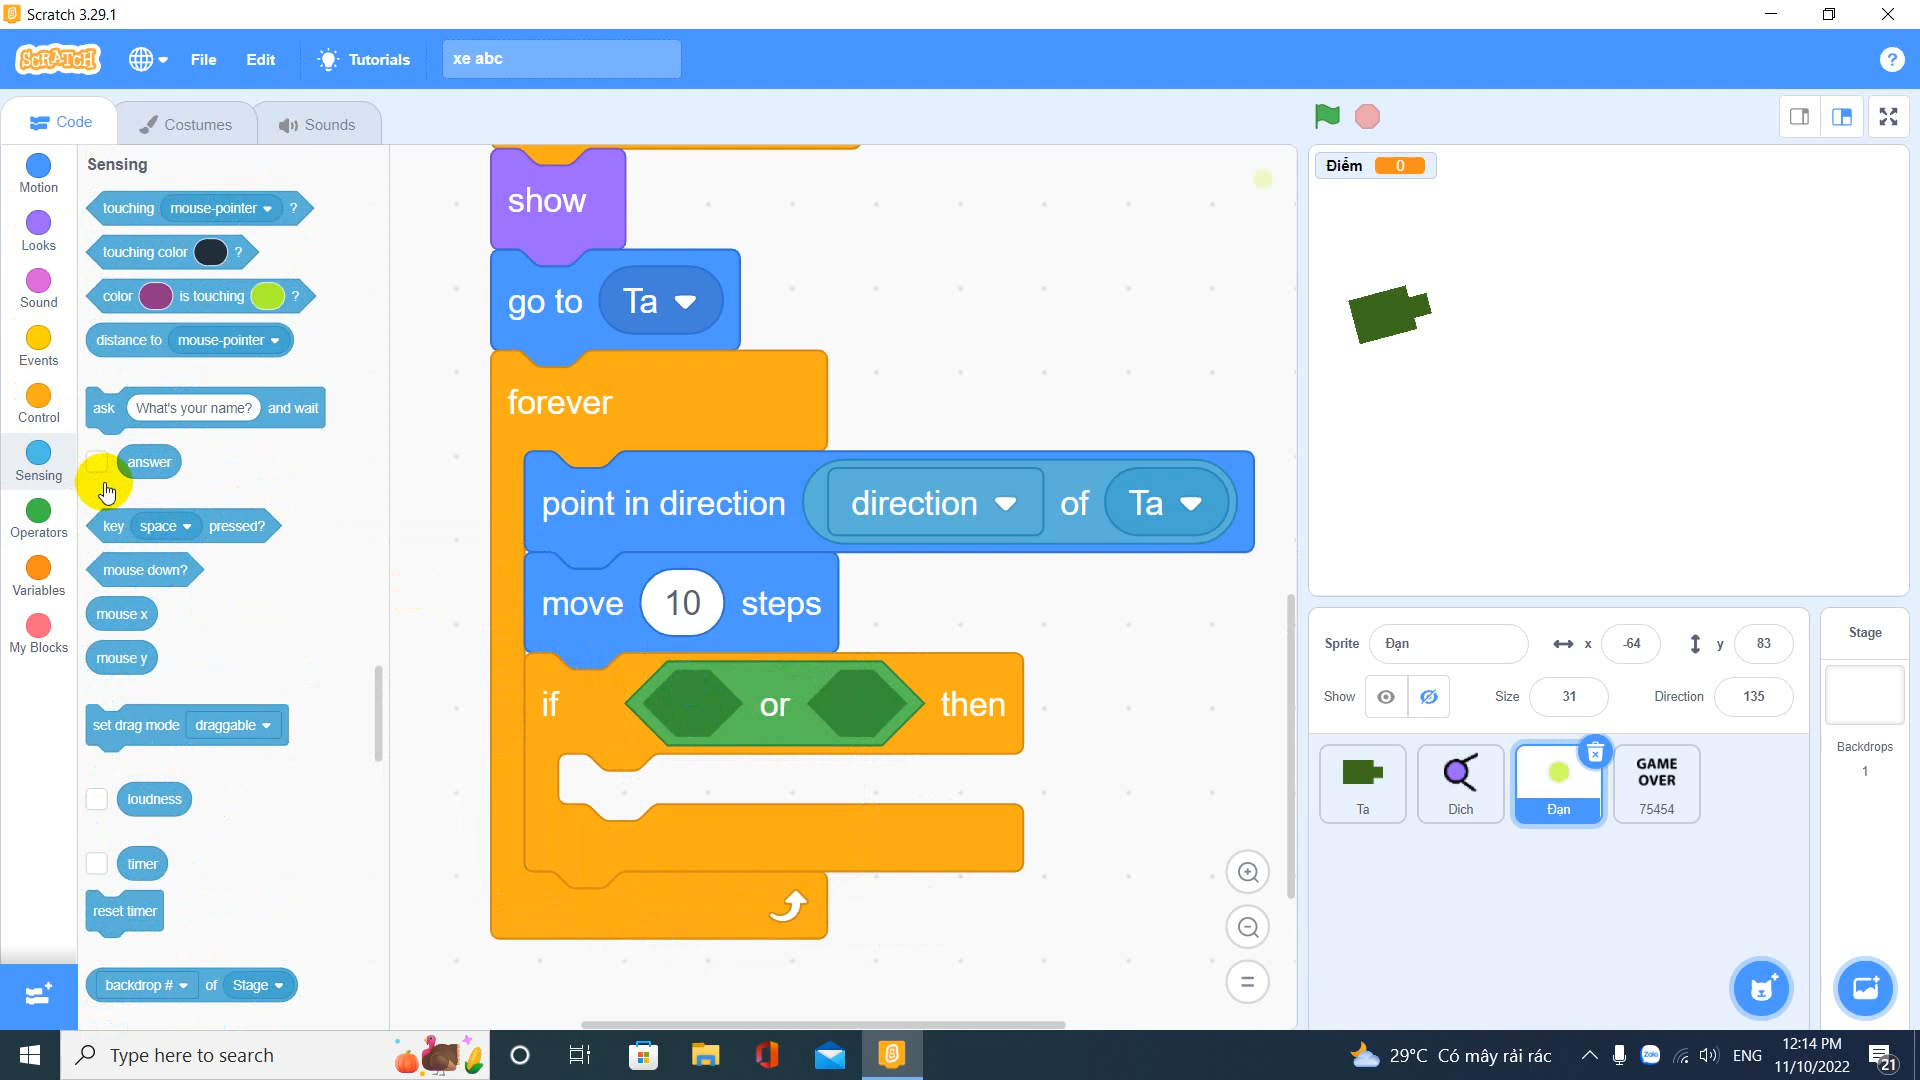 Scratch 3.29.1
SCRATCH
File
Edit
Tutorials
xe abc
?
Code
Costumes
Sounds
Motion
Looks
Sound
Events
Control
Sensing
Operators
Variables
My Blocks
Sensing
touching mouse-pointer ?
touching color ?
color is touching ?
distance to mouse-pointer
ask What's your name? and wait
answer
key space pressed?
mouse down?
mouse x
mouse y
set drag mode draggable
loudness
timer
reset timer
backdrop # of Stage
show
go to Ta
forever
point in direction direction of Ta
move 10 steps
if or then
Điểm 0
Sprite Đạn x -64 y 83
Show Size 31 Direction 135
Ta
Dich
Đạn
GAME
OVER
75454
Stage
Backdrops
1
Type here to search
29°C Có mây rải rác
Zalo
ENG
12:14 PM
11/10/2022
21